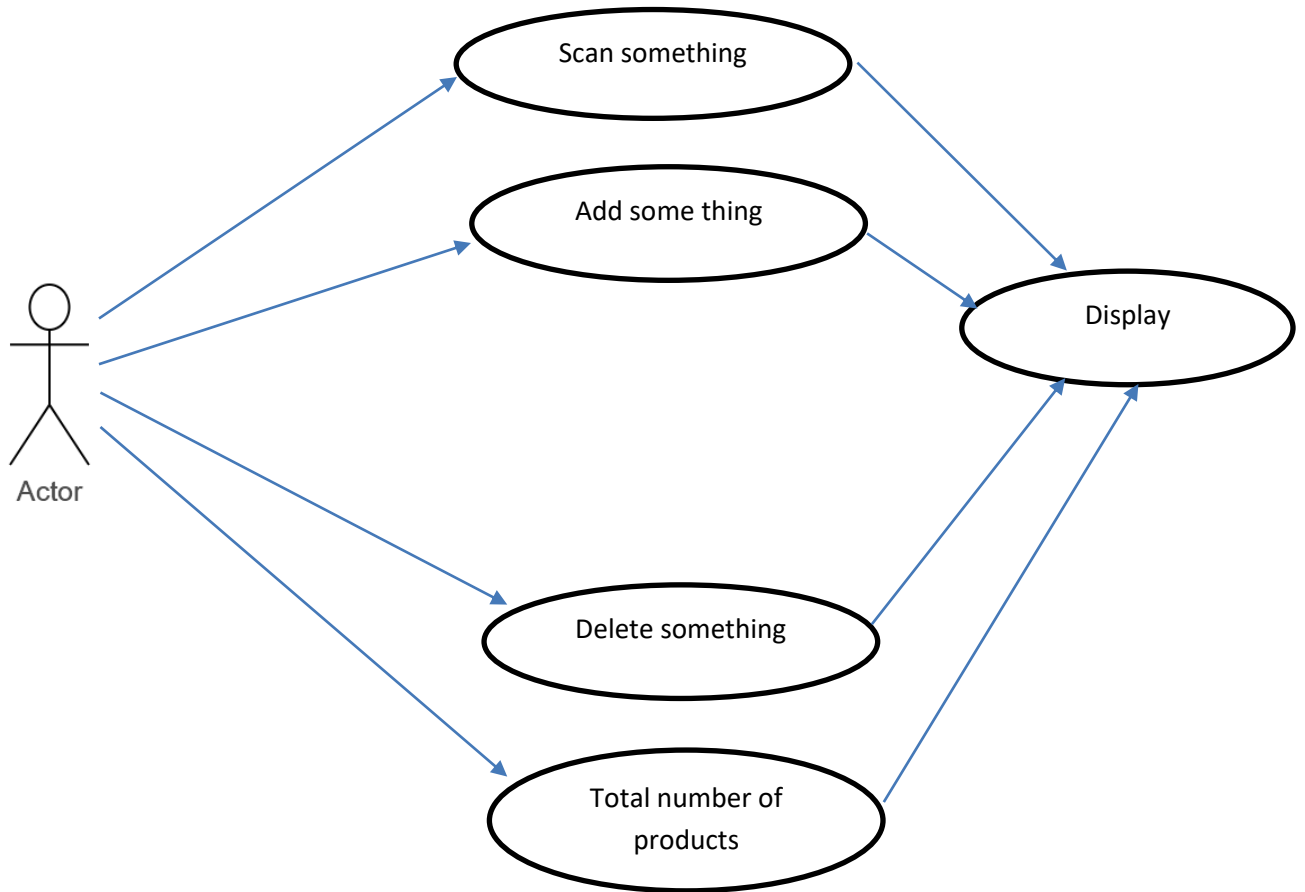 Scan something
Add some thing
Display
Actor
Delete something
Total number of
products